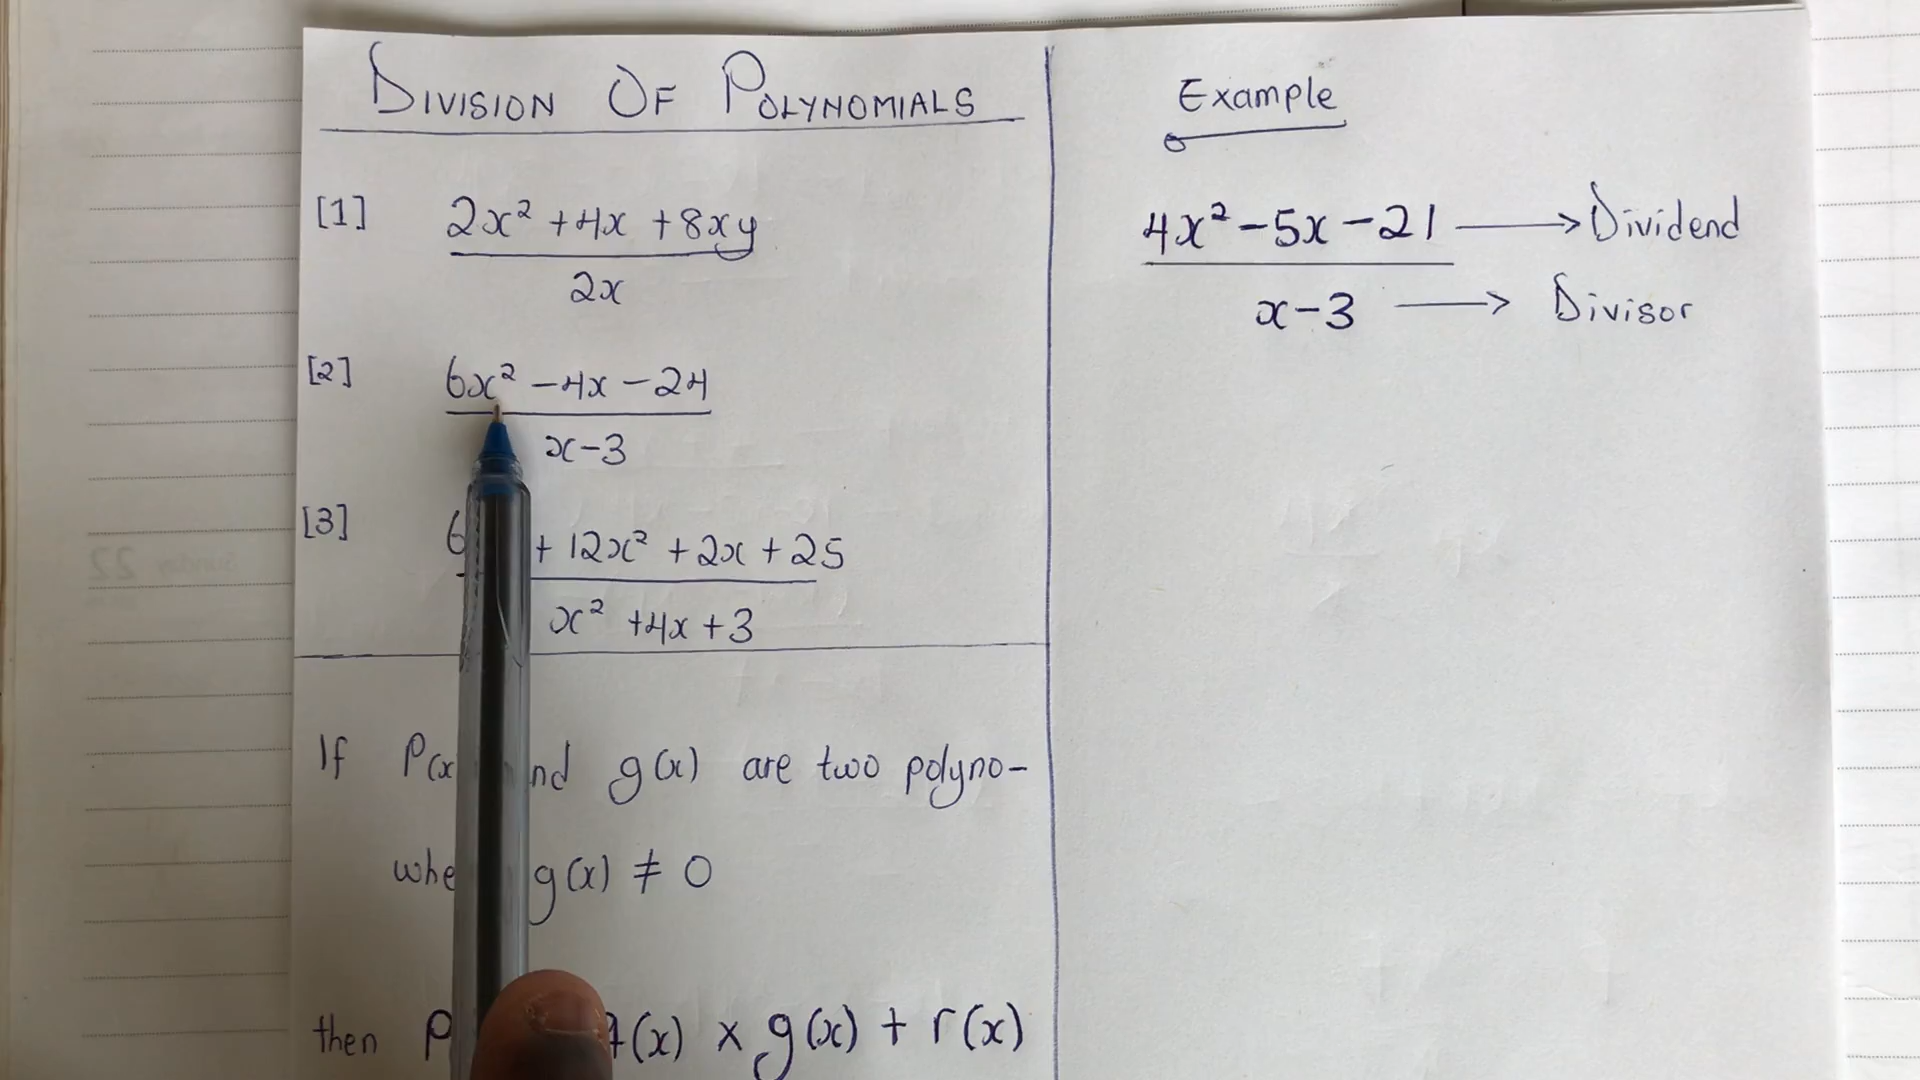 DIVISION OF POLYNOMIALS
[1] 2x² + 4x + 8xy
2x
[2] 6x² - 4x - 24
x - 3
[3] 6 + 12x² + 2x + 25
x² + 4x + 3
If P(x nd g(x) are two polyno-
whe g(x) ≠ 0
then P (x) × g(x) + r(x)
Example
4x² - 5x - 21 → Dividend
x - 3 → Divisor